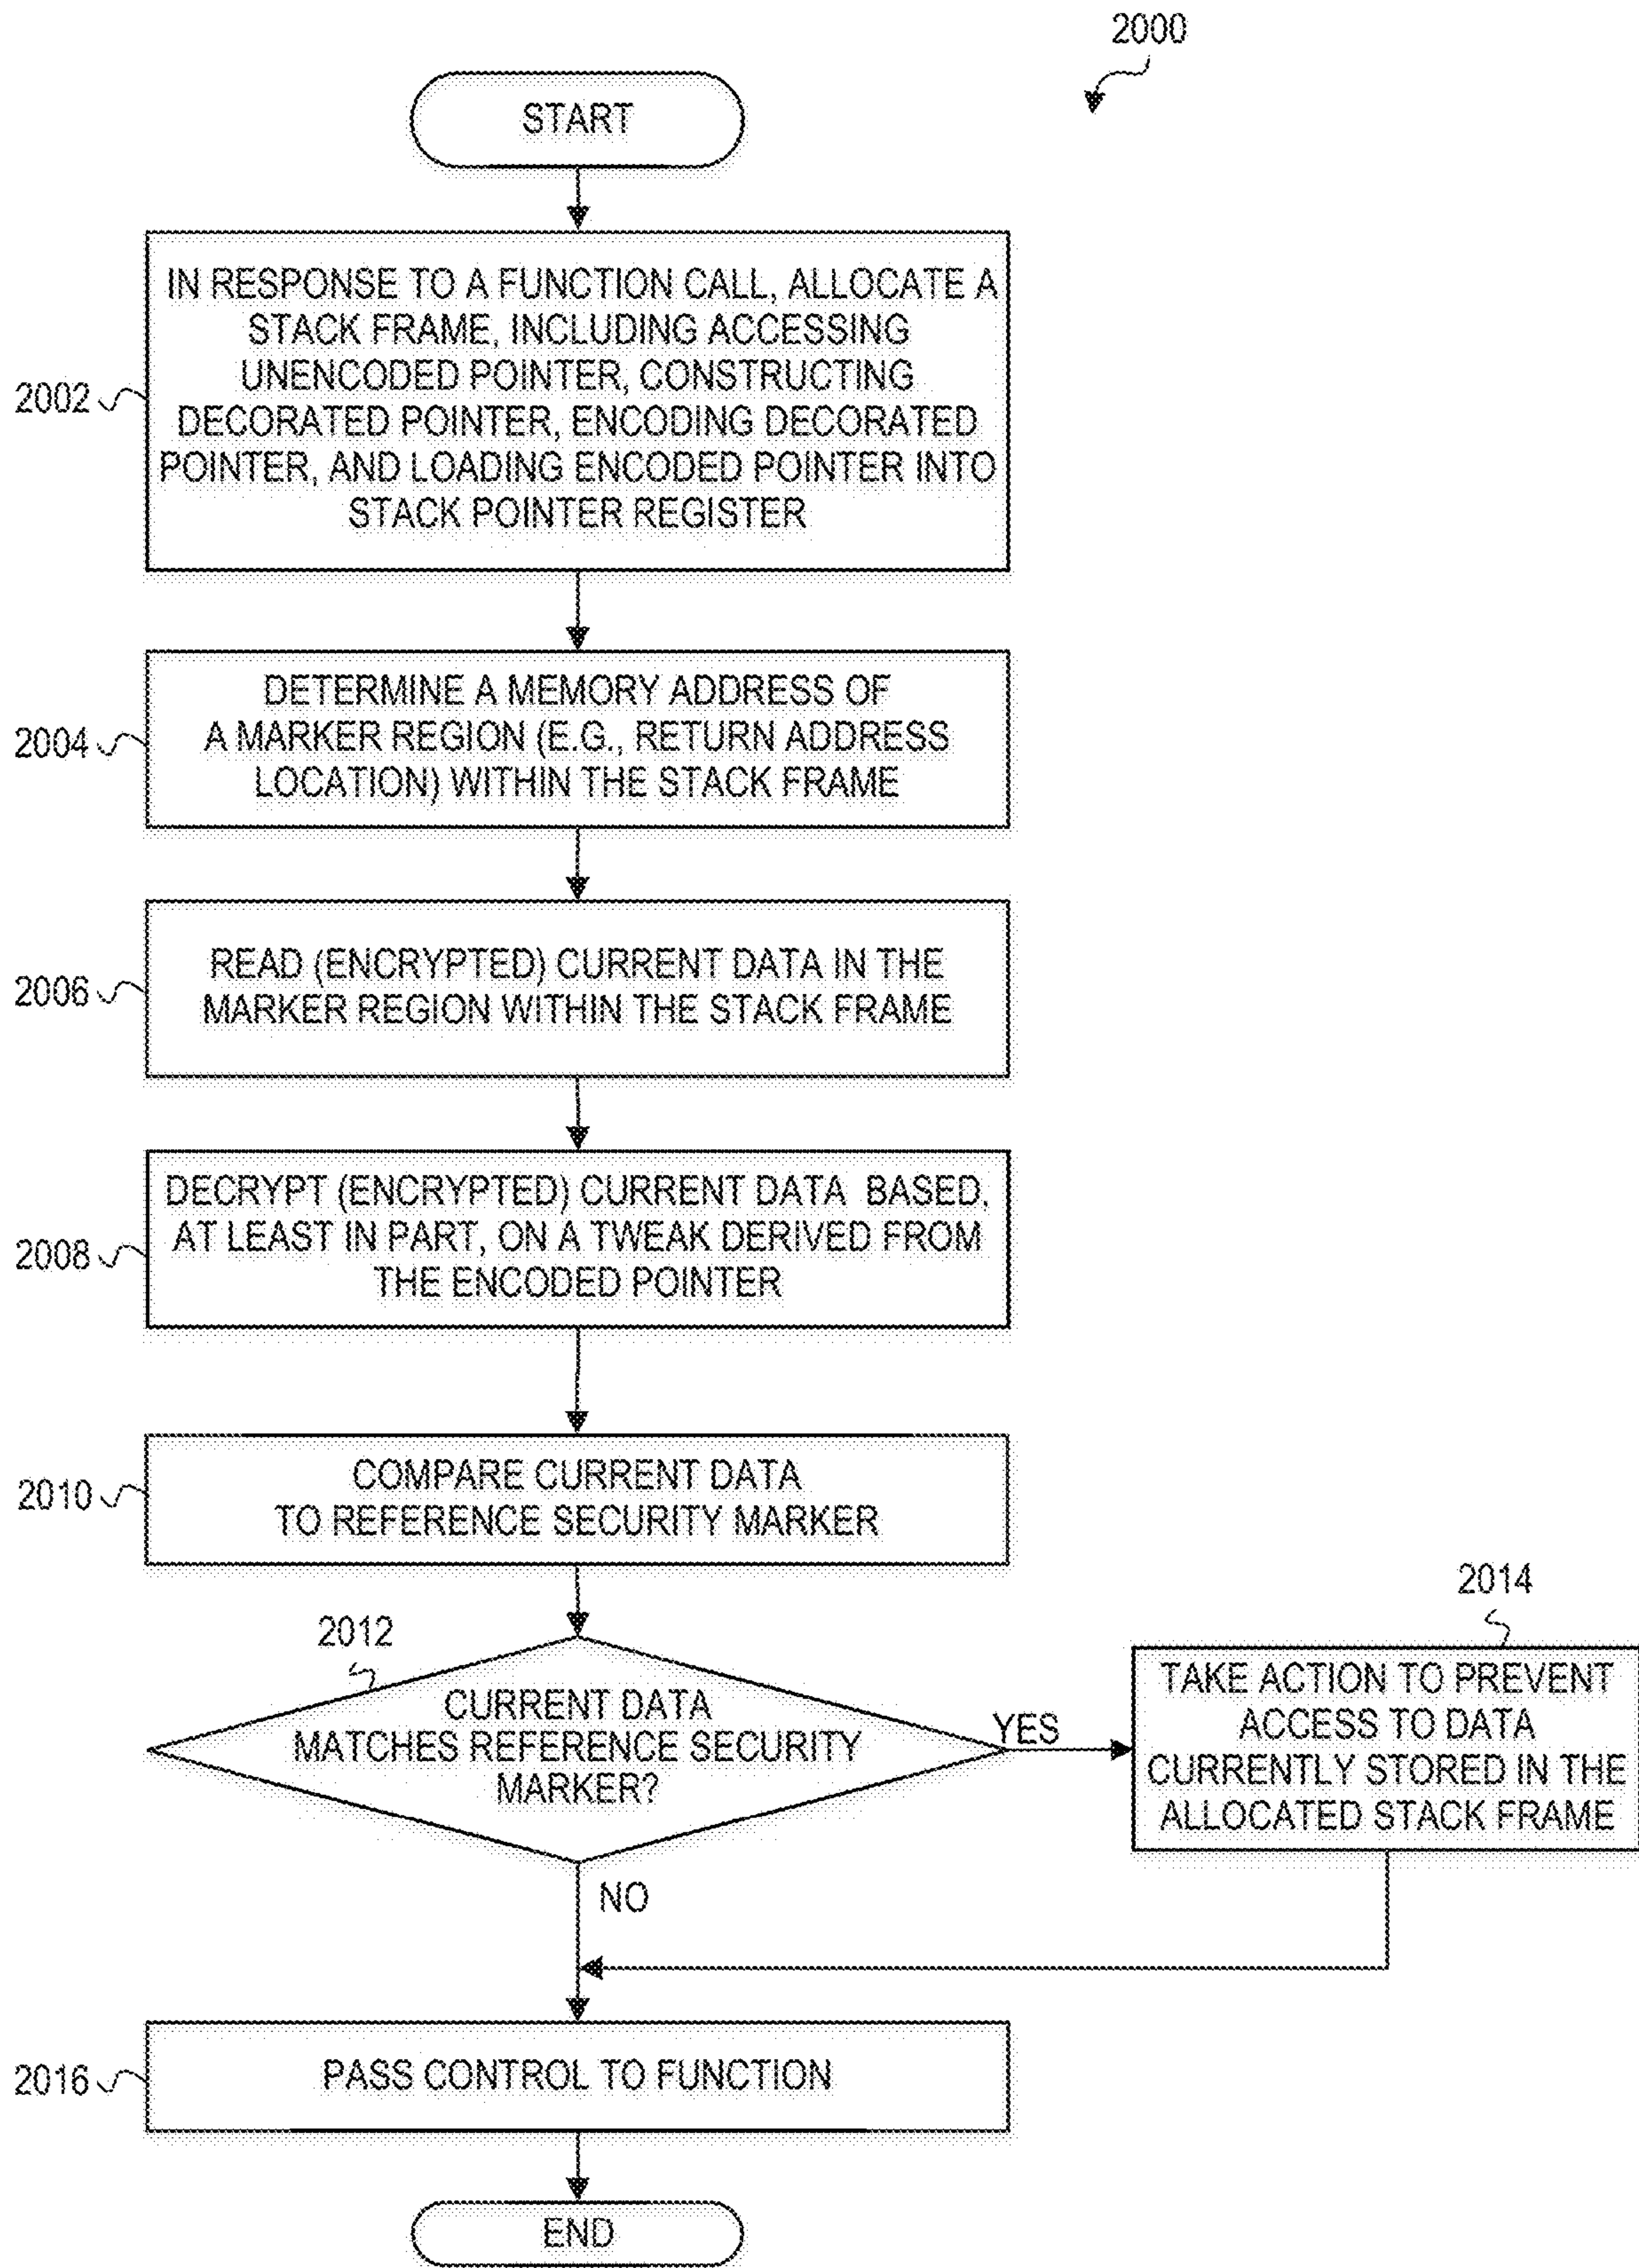 2000
START
IN RESPONSE TO A FUNCTION CALL, ALLOCATE A
STACK FRAME, INCLUDING ACCESSING
UNENCODED POINTER, CONSTRUCTING
DECORATED POINTER, ENCODING DECORATED
POINTER, AND LOADING ENCODED POINTER INTO
STACK POINTER REGISTER
2002
DETERMINE A MEMORY ADDRESS OF
A MARKER REGION (E.G., RETURN ADDRESS
LOCATION) WITHIN THE STACK FRAME
2004
READ (ENCRYPTED) CURRENT DATA IN THE
MARKER REGION WITHIN THE STACK FRAME
2006
DECRYPT (ENCRYPTED) CURRENT DATA BASED,
AT LEAST IN PART, ON A TWEAK DERIVED FROM
THE ENCODED POINTER
2008
COMPARE CURRENT DATA
TO REFERENCE SECURITY MARKER
2010
2012
CURRENT DATA
MATCHES REFERENCE SECURITY
MARKER?
YES
2014
TAKE ACTION TO PREVENT
ACCESS TO DATA
CURRENTLY STORED IN THE
ALLOCATED STACK FRAME
NO
PASS CONTROL TO FUNCTION
2016
END